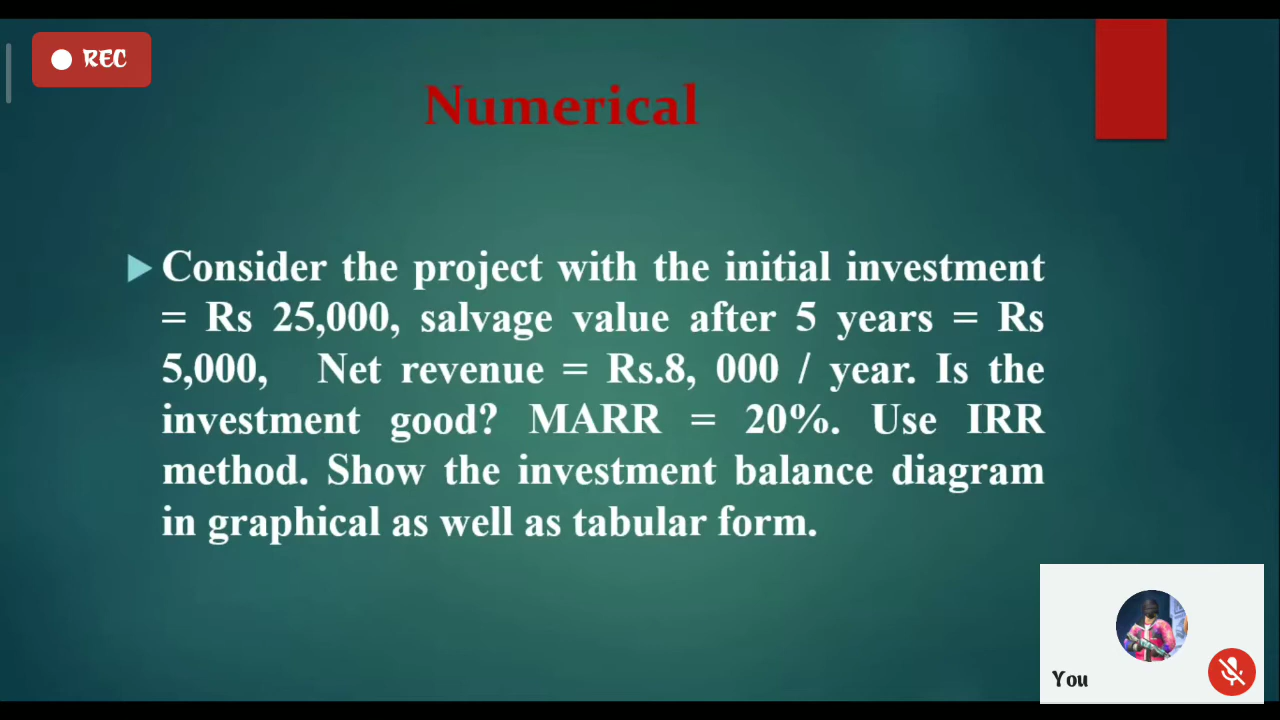 REC
Numerical
Consider the project with the initial investment
= Rs 25,000, salvage value after 5 years = Rs
5,000, Net revenue = Rs.8, 000 / year. Is the
investment good? MARR = 20%. Use IRR
method. Show the investment balance diagram
in graphical as well as tabular form.
You